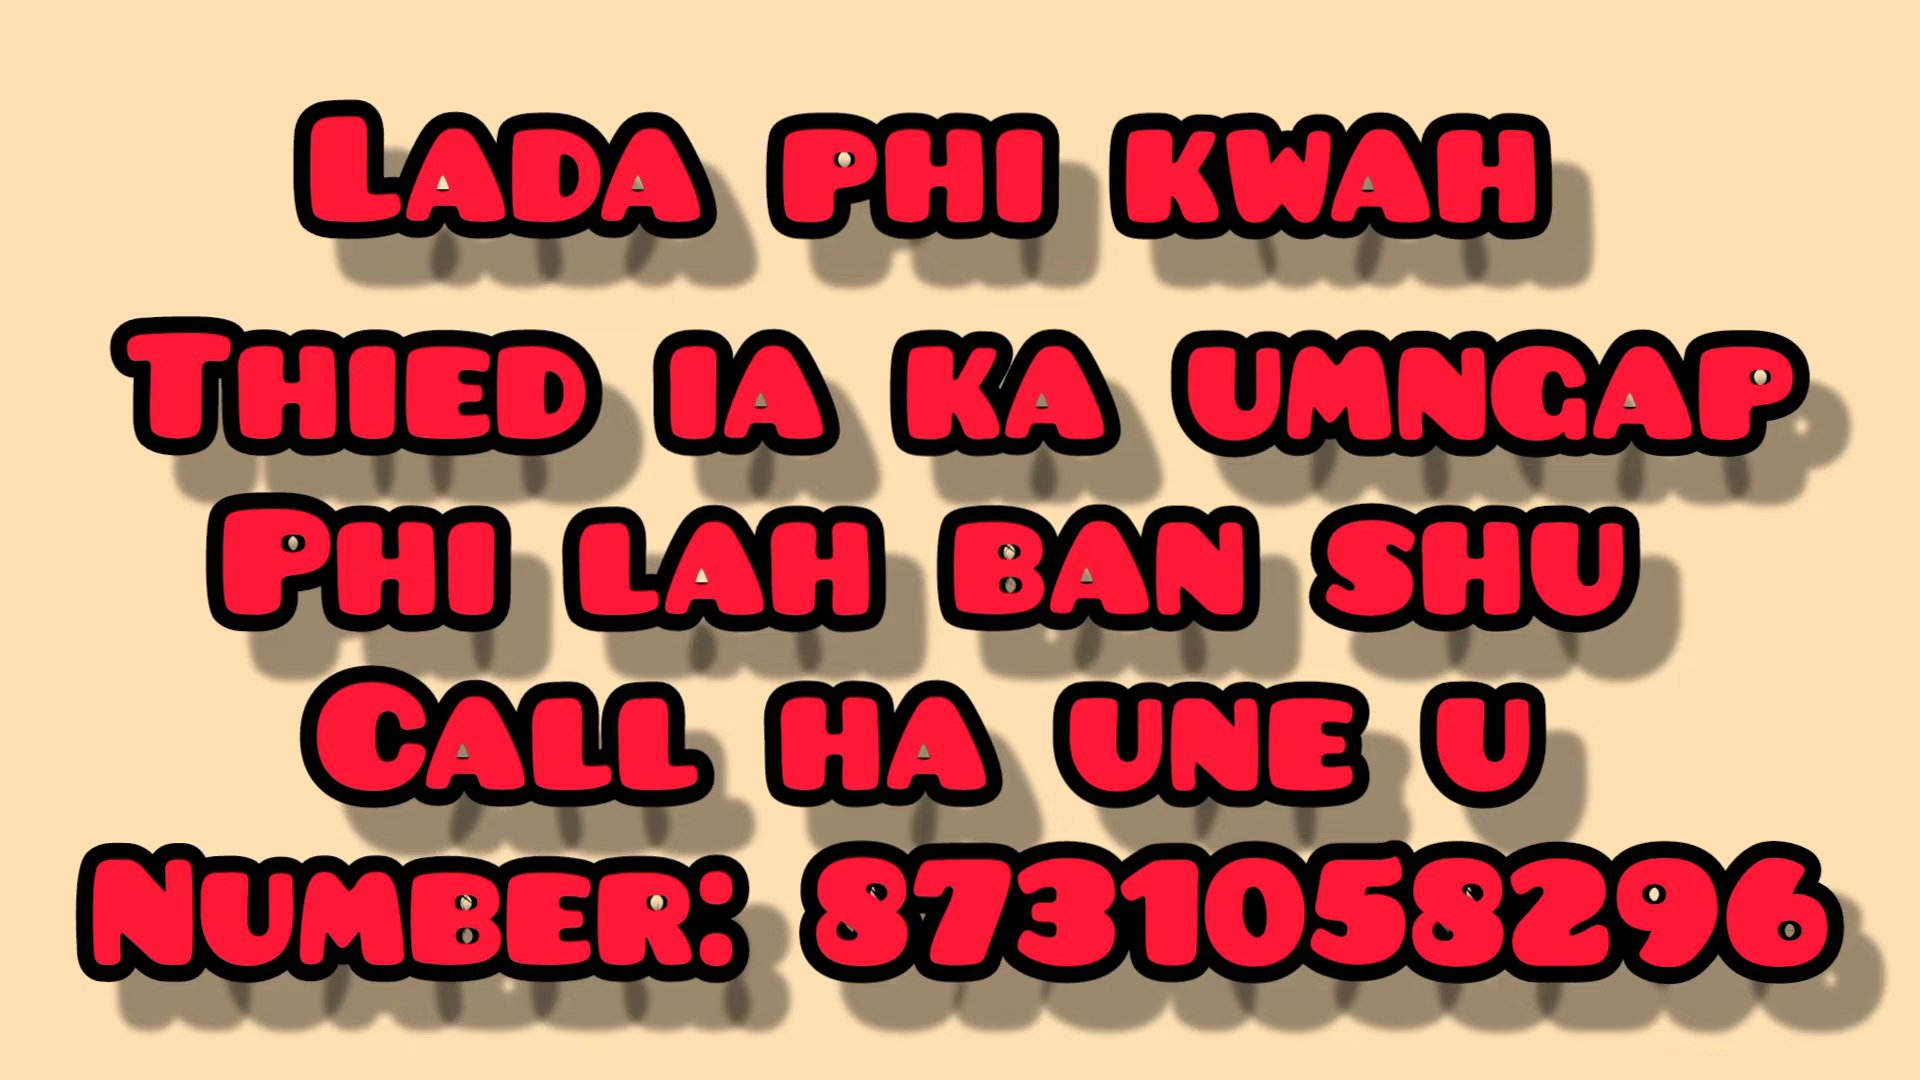 Lada phi kwah
Thied ia ka umngap
Phi lah ban shu
Call ha une u
Number: 8731058296